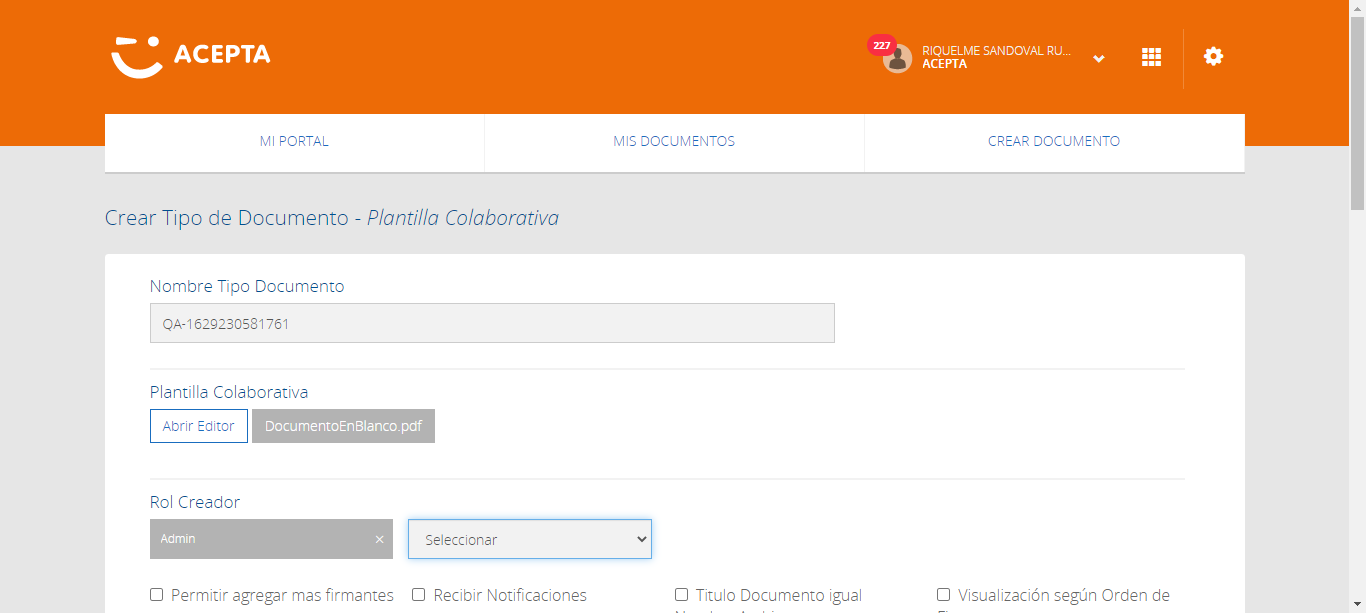 ACEPTA
227
RIQUELME SANDOVAL RU...
ACEPTA
MI PORTAL
MIS DOCUMENTOS
CREAR DOCUMENTO
Crear Tipo de Documento - Plantilla Colaborativa
Nombre Tipo Documento
QA-1629230581761
Plantilla Colaborativa
Abrir Editor
DocumentoEnBlanco.pdf
Rol Creador
Admin ×
Seleccionar
Permitir agregar mas firmantes
Recibir Notificaciones
Titulo Documento igual
Visualización según Orden de